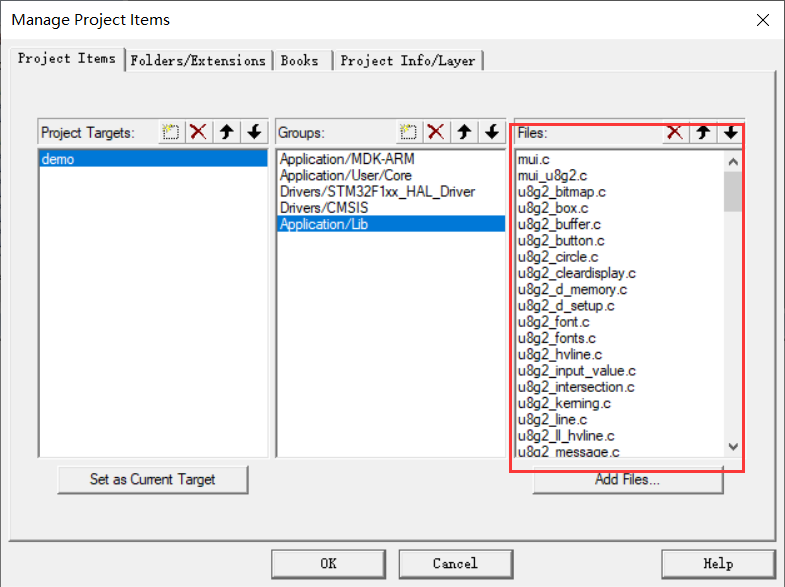 Manage Project Items
Project Items Folders/Extensions Books Project Info/Layer
Project Targets: Groups: Files:
demo
Application/MDK-ARM
Application/User/Core
Drivers/STM32F1xx_HAL_Driver
Drivers/CMSIS
Application/Lib
mui.c
mui_u8g2.c
u8g2_bitmap.c
u8g2_box.c
u8g2_buffer.c
u8g2_button.c
u8g2_circle.c
u8g2_cleardisplay.c
u8g2_d_memory.c
u8g2_d_setup.c
u8g2_font.c
u8g2_fonts.c
u8g2_hvline.c
u8g2_input_value.c
u8g2_intersection.c
u8g2_kerning.c
u8g2_line.c
u8g2_ll_hvline.c
u8g2_message.c
Set as Current Target
Add Files...
OK Cancel Help